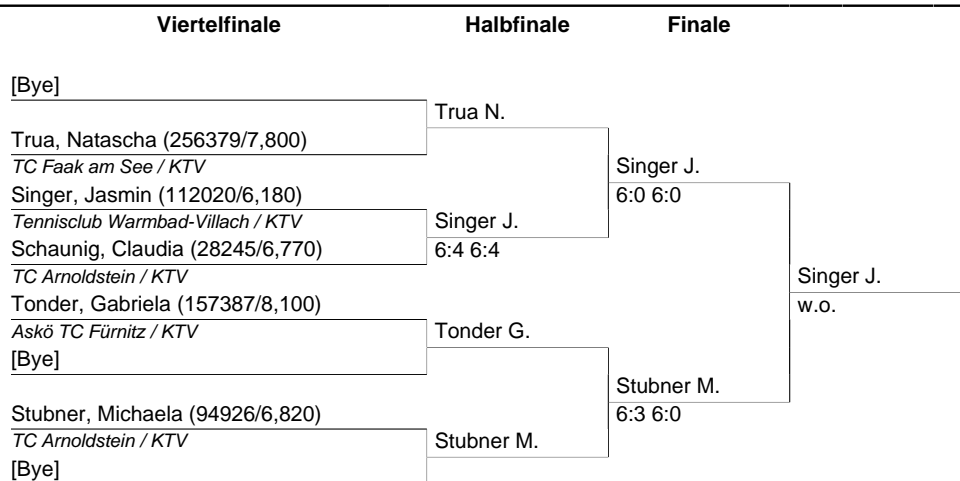 Viertelfinale Halbfinale Finale
[Bye]
Trua N.
Trua, Natascha (256379/7,800)
TC Faak am See / KTV
Singer J.
Singer, Jasmin (112020/6,180)
6:0 6:0
Tennisclub Warmbad-Villach / KTV
Singer J.
Schaunig, Claudia (28245/6,770)
6:4 6:4
TC Arnoldstein / KTV
Singer J.
Tonder, Gabriela (157387/8,100)
w.o.
Askö TC Fürnitz / KTV
Tonder G.
[Bye]
Stubner M.
Stubner, Michaela (94926/6,820)
6:3 6:0
TC Arnoldstein / KTV
Stubner M.
[Bye]